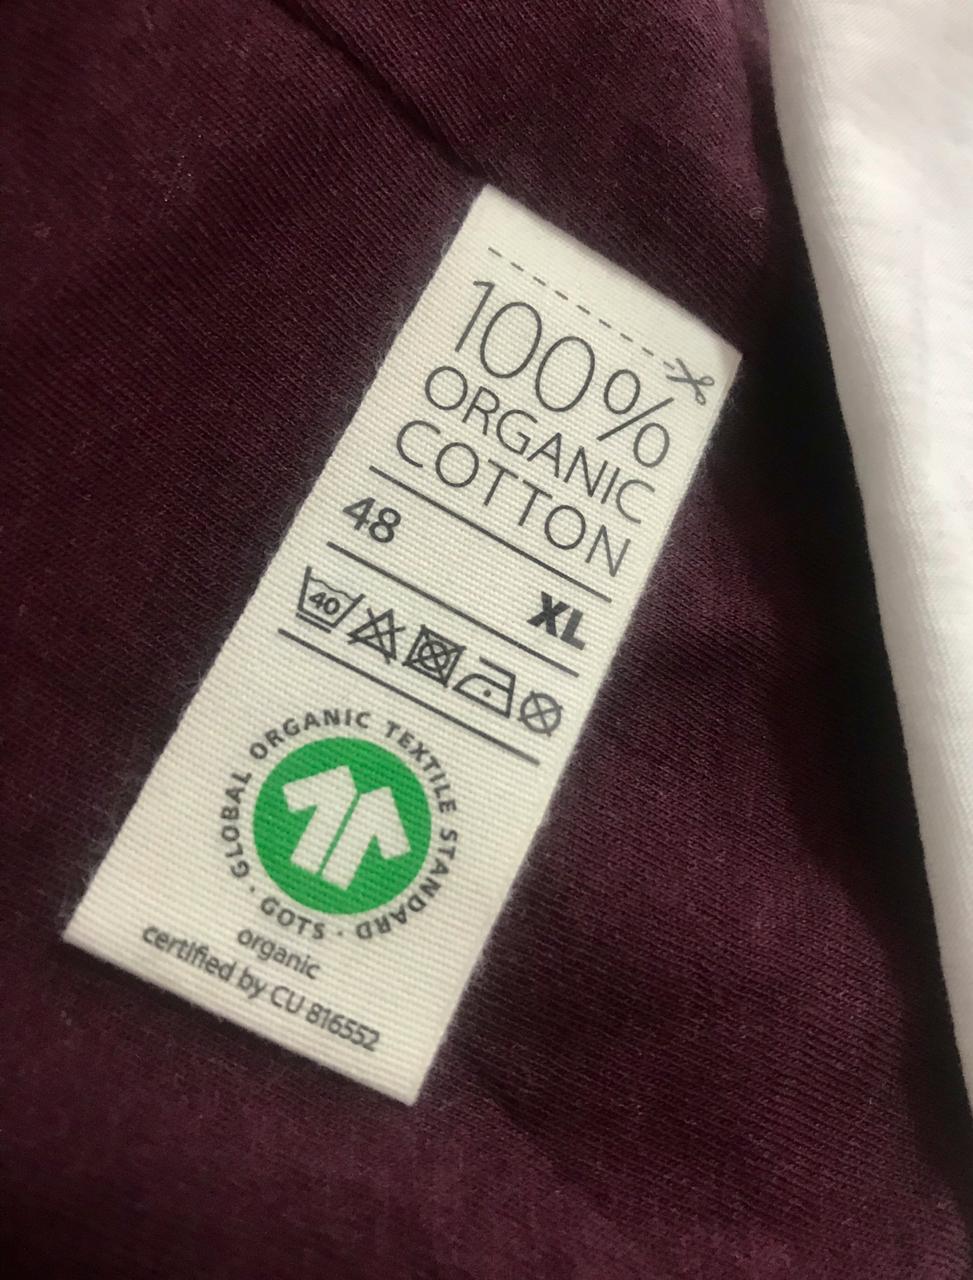 100%
ORGANIC
COTTON
48 XL
40
GLOBAL ORGANIC TEXTILE STANDARD · GOTS ·
organic
certified by CU 816552